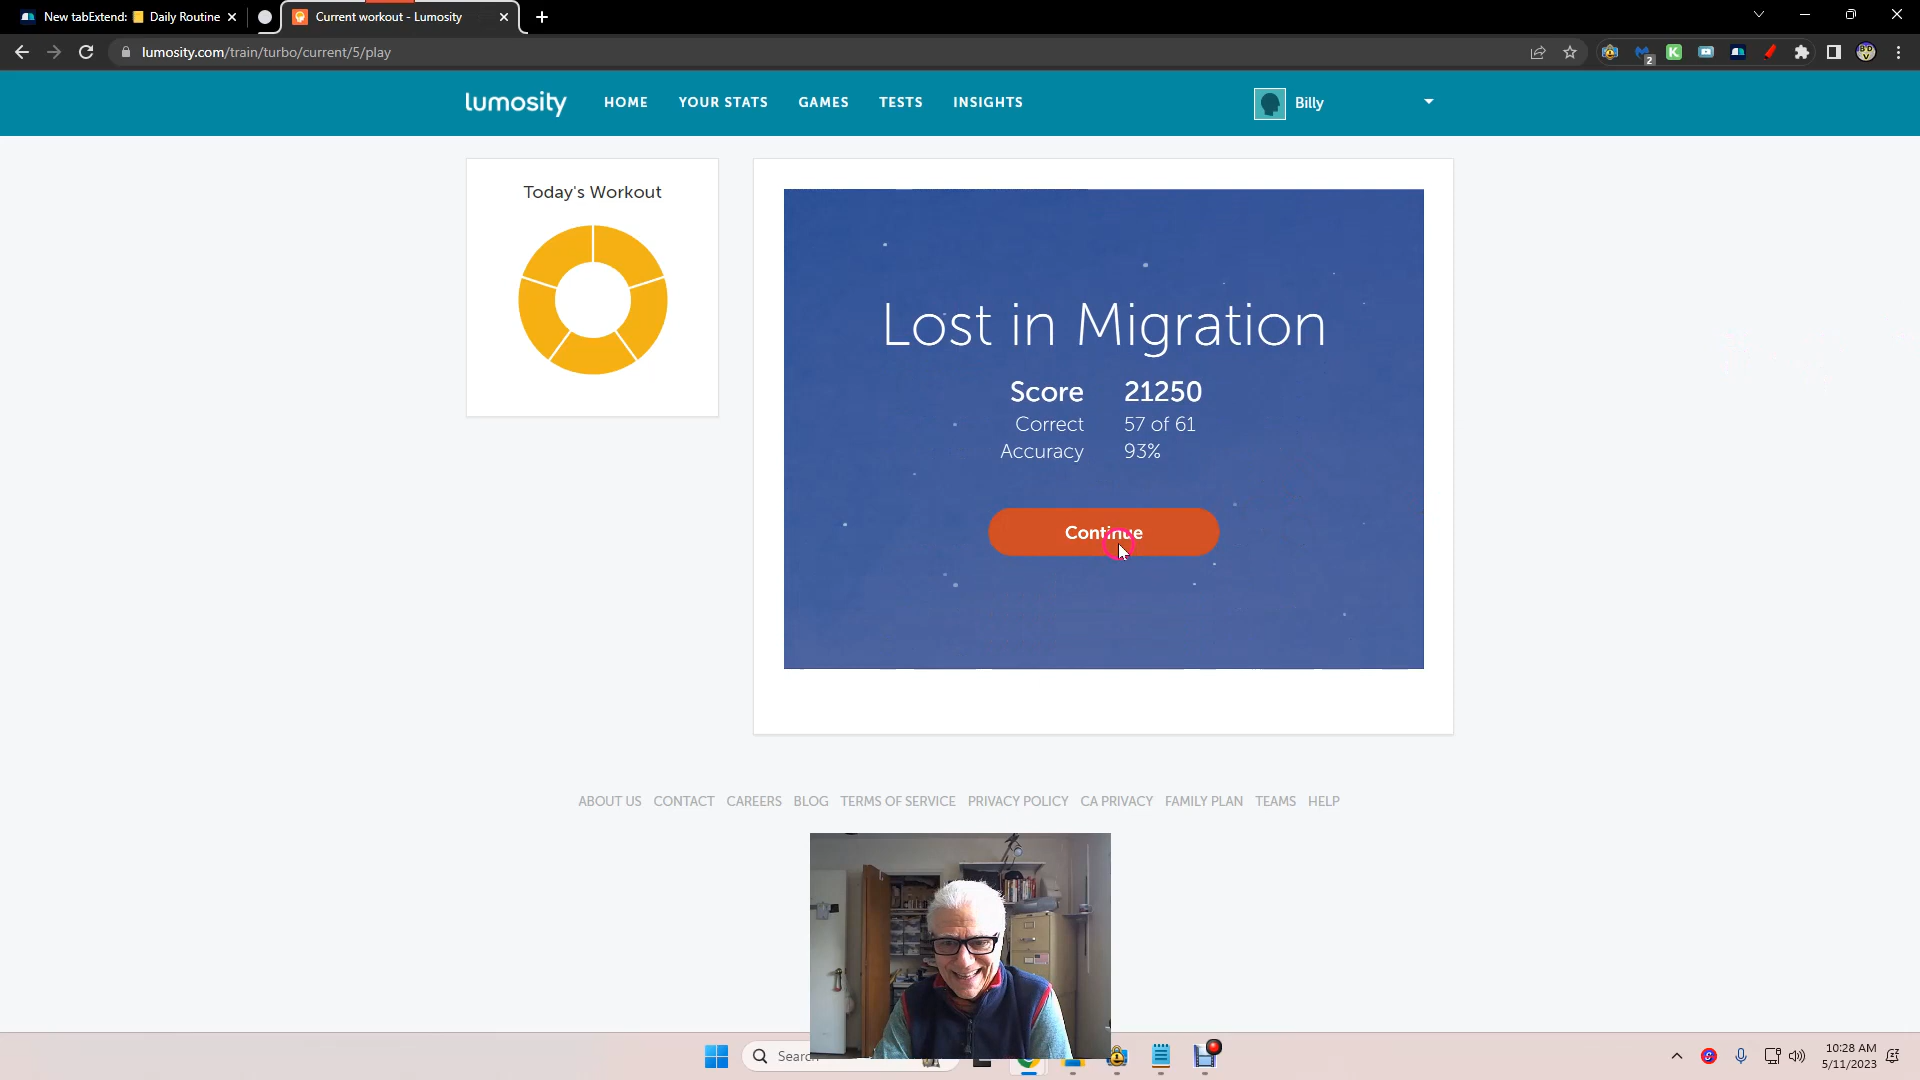 New tabExtend: Daily Routine
Current workout - Lumosity
lumosity.com/train/turbo/current/5/play
2
lumosity
HOME
YOUR STATS
GAMES
TESTS
INSIGHTS
Billy
Today's Workout
Lost in Migration
Score 21250
Correct 57 of 61
Accuracy 93%
Continue
ABOUT US CONTACT CAREERS BLOG TERMS OF SERVICE PRIVACY POLICY CA PRIVACY FAMILY PLAN TEAMS HELP
Search
10:28 AM
5/11/2023